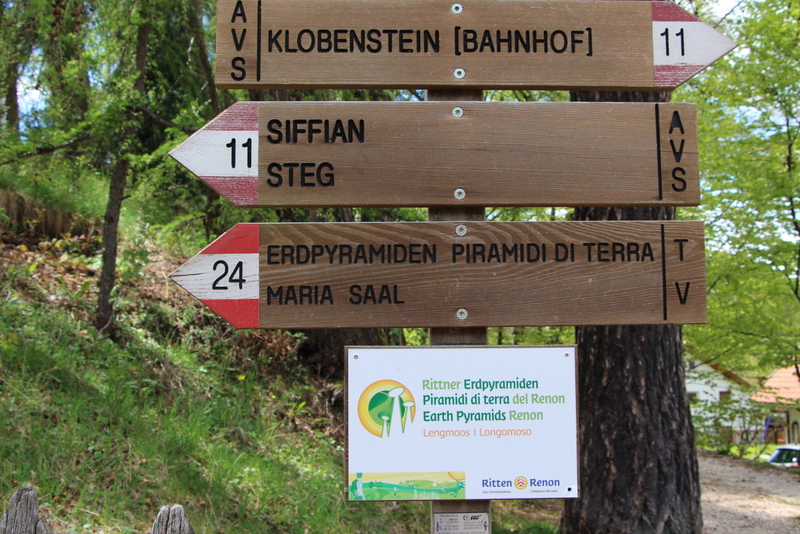 AVS KLOBENSTEIN [BAHNHOF] 11
11 SIFFIAN AVS
STEG
24 ERDPYRAMIDEN PIRAMIDI DI TERRA TV
MARIA SAAL
Rittner Erdpyramiden
Piramidi di terra del Renon
Earth Pyramids Renon
Lengmoos | Longomoso
Ritten Renon